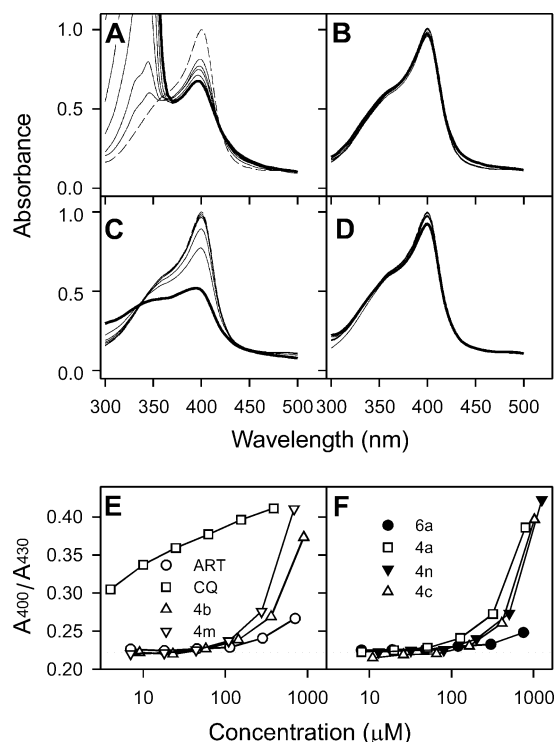 A
B
1.0
0.5
0.0
C
D
1.0
0.5
0.0
Absorbance
300 350 400 450 500
300 350 400 450 500
Wavelength (nm)
E
F
0.40
0.35
0.30
0.25
0.20
A400/A430
ART
CQ
4b
4m
6a
4a
4n
4c
10 100 1000
10 100 1000
Concentration (μM)